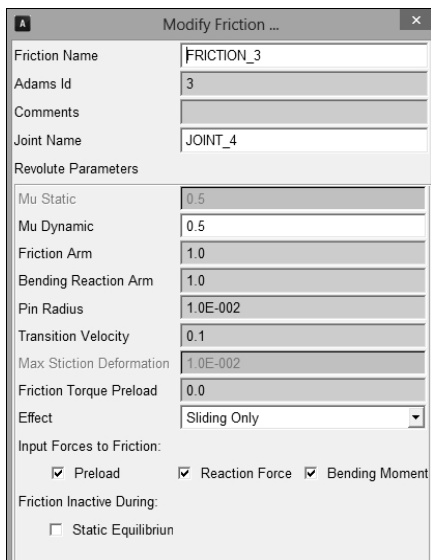 A Modify Friction ... ×
Friction Name FRICTION_3
Adams Id 3
Comments
Joint Name JOINT_4
Revolute Parameters
Mu Static 0.5
Mu Dynamic 0.5
Friction Arm 1.0
Bending Reaction Arm 1.0
Pin Radius 1.0E-002
Transition Velocity 0.1
Max Stiction Deformation 1.0E-002
Friction Torque Preload 0.0
Effect Sliding Only
Input Forces to Friction:
Preload Reaction Force Bending Moment
Friction Inactive During:
Static Equilibriun